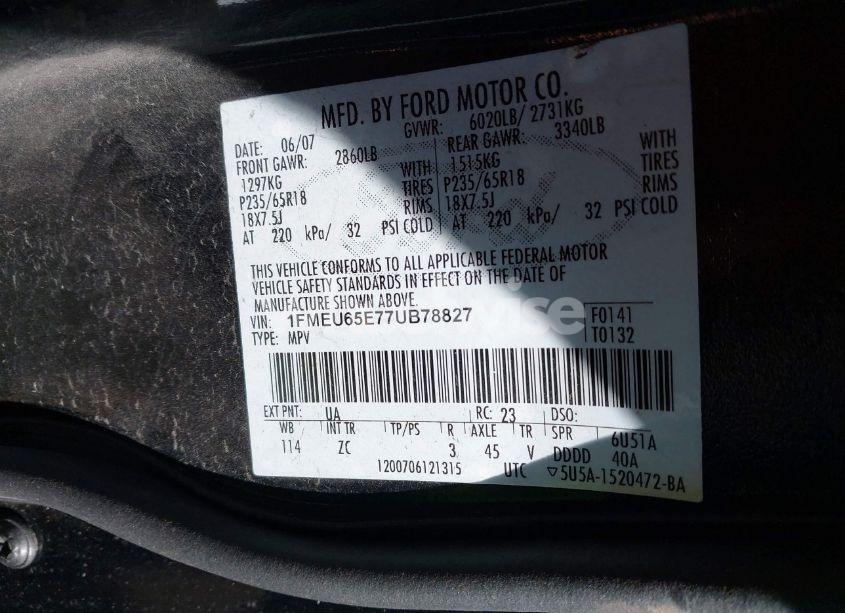 MFD. BY FORD MOTOR CO.
DATE: 06/07 GVWR: 6020LB/ 2731KG
FRONT GAWR: 2860LB REAR GAWR: 3340LB
1297KG WITH 1515KG WITH
P235/65R18 TIRES P235/65R18 TIRES
18X7.5J RIMS 18X7.5J RIMS
AT 220 kPa/ 32 PSI COLD AT 220 kPa/ 32 PSI COLD
THIS VEHICLE CONFORMS TO ALL APPLICABLE FEDERAL MOTOR
VEHICLE SAFETY STANDARDS IN EFFECT ON THE DATE OF
MANUFACTURE SHOWN ABOVE.
VIN: 1FMEU65E77UB78827 F0141
TYPE: MPV T0132
EXT PNT: UA RC: 23 DSO:
WB INT TR TP/PS R AXLE TR SPR 6U51A
114 ZC 3 45 V DDDD 40A
1200706121315 UTC ▽5U5A-1520472-BA